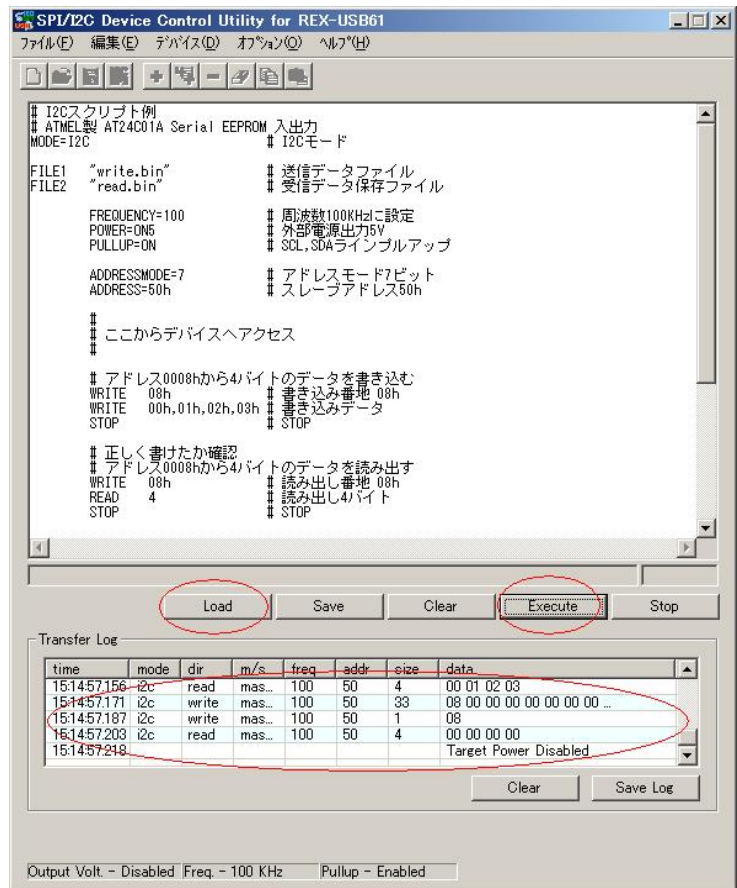 SPI/I2C Device Control Utility for REX-USB61
ファイル(F) 編集(E) デバイス(D) オプション(O) ヘルプ(H)
# I2Cスクリプト例
# ATMEL製 AT24C01A Serial EEPROM 入出力
MODE=I2C # I2Cモード
FILE1 "write.bin" # 送信データファイル
FILE2 "read.bin" # 受信データ保存ファイル
FREQUENCY=100 # 周波数100KHzに設定
POWER=ON5 # 外部電源出力5V
PULLUP=ON # SCL,SDAラインプルアップ
ADDRESSMODE=7 # アドレスモード7ビット
ADDRESS=50h # スレーブアドレス50h
#
# ここからデバイスへアクセス
#
# アドレス0008hから4バイトのデータを書き込む
WRITE 08h # 書き込み番地 08h
WRITE 00h,01h,02h,03h # 書き込みデータ
STOP # STOP
# 正しく書けたか確認
# アドレス0008hから4バイトのデータを読み出す
WRITE 08h # 読み出し番地 08h
READ 4 # 読み出し4バイト
STOP # STOP
Load Save Clear Execute Stop
Transfer Log
time mode dir m/s freq addr size data
15:14:57.156 i2c read mas... 100 50 4 00 01 02 03
15:14:57.171 i2c write mas... 100 50 33 08 00 00 00 00 00 00 00 ...
15:14:57.187 i2c write mas... 100 50 1 08
15:14:57.203 i2c read mas... 100 50 4 00 00 00 00
15:14:57.218 Target Power Disabled
Clear Save Log
Output Volt. - Disabled Freq. - 100 KHz Pullup - Enabled